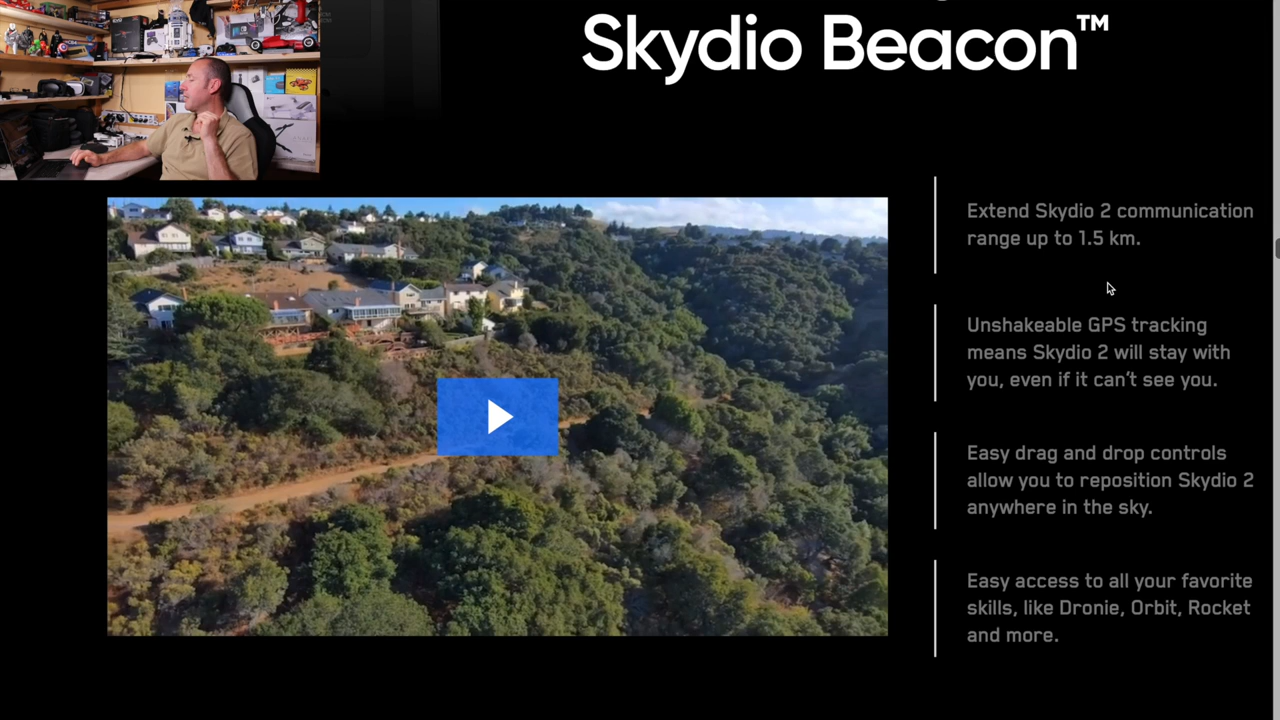 Skydio Beacon™
Extend Skydio 2 communication
range up to 1.5 km.
Unshakeable GPS tracking
means Skydio 2 will stay with
you, even if it can't see you.
Easy drag and drop controls
allow you to reposition Skydio 2
anywhere in the sky.
Easy access to all your favorite
skills, like Dronie, Orbit, Rocket
and more.